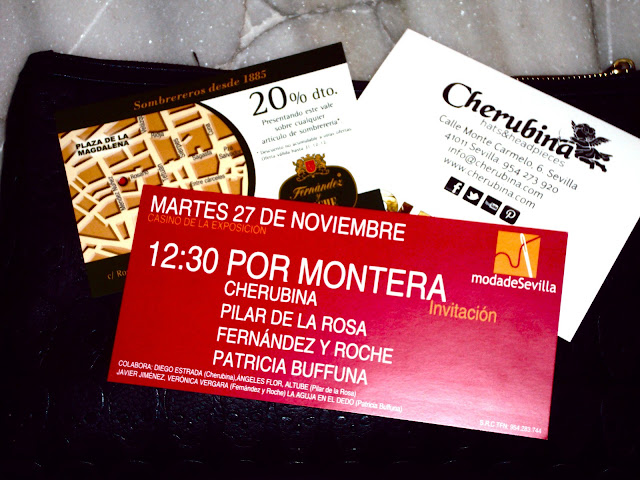 Sombrereros desde 1885
20% dto.
Presentando este vale
sobre cualquier
artículo de sombrerería*
PLAZA DE LA
MAGDALENA
Fernández
y
c/
Cherubina
hats&headpieces
Calle Monte Carmelo, 6. Sevilla
41011 Sevilla 954 273 920
info@cherubina.com
www.cherubina.com
MARTES 27 DE NOVIEMBRE
CASINO DE LA EXPOSICIÓN
12:30 POR MONTERA
Invitación
CHERUBINA
PILAR DE LA ROSA
FERNÁNDEZ Y ROCHE
PATRICIA BUFFUNA
modadeSevilla
COLABORA: DIEGO ESTRADA (Cherubina),ÁNGELES FLOR, ALTUBE (Pilar de la Rosa)
JAVIER JIMÉNEZ, VERÓNICA VERGARA (Fernández y Roche) LA AGUJA EN EL DEDO (Patricia Buffuna)
S.R.C TFN: 954.283.744